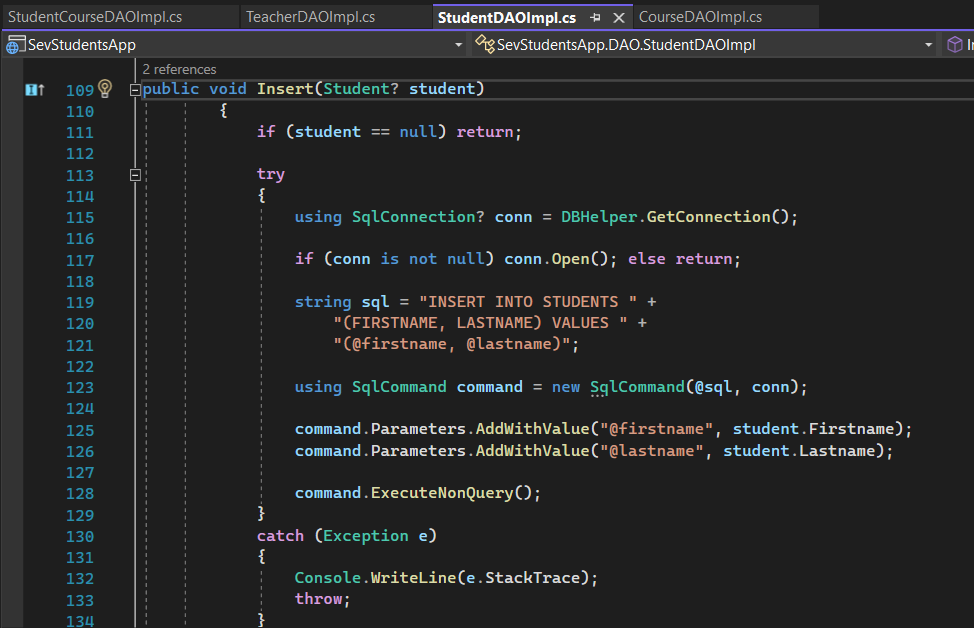 StudentCourseDAOImpl.cs TeacherDAOImpl.cs StudentDAOImpl.cs CourseDAOImpl.cs
SevStudentsApp SevStudentsApp.DAO.StudentDAOImpl
2 references
109 public void Insert(Student? student)
110 {
111 if (student == null) return;
112
113 try
114 {
115 using SqlConnection? conn = DBHelper.GetConnection();
116
117 if (conn is not null) conn.Open(); else return;
118
119 string sql = "INSERT INTO STUDENTS " +
120 "(FIRSTNAME, LASTNAME) VALUES " +
121 "(@firstname, @lastname)";
122
123 using SqlCommand command = new SqlCommand(@sql, conn);
124
125 command.Parameters.AddWithValue("@firstname", student.Firstname);
126 command.Parameters.AddWithValue("@lastname", student.Lastname);
127
128 command.ExecuteNonQuery();
129 }
130 catch (Exception e)
131 {
132 Console.WriteLine(e.StackTrace);
133 throw;
134 }